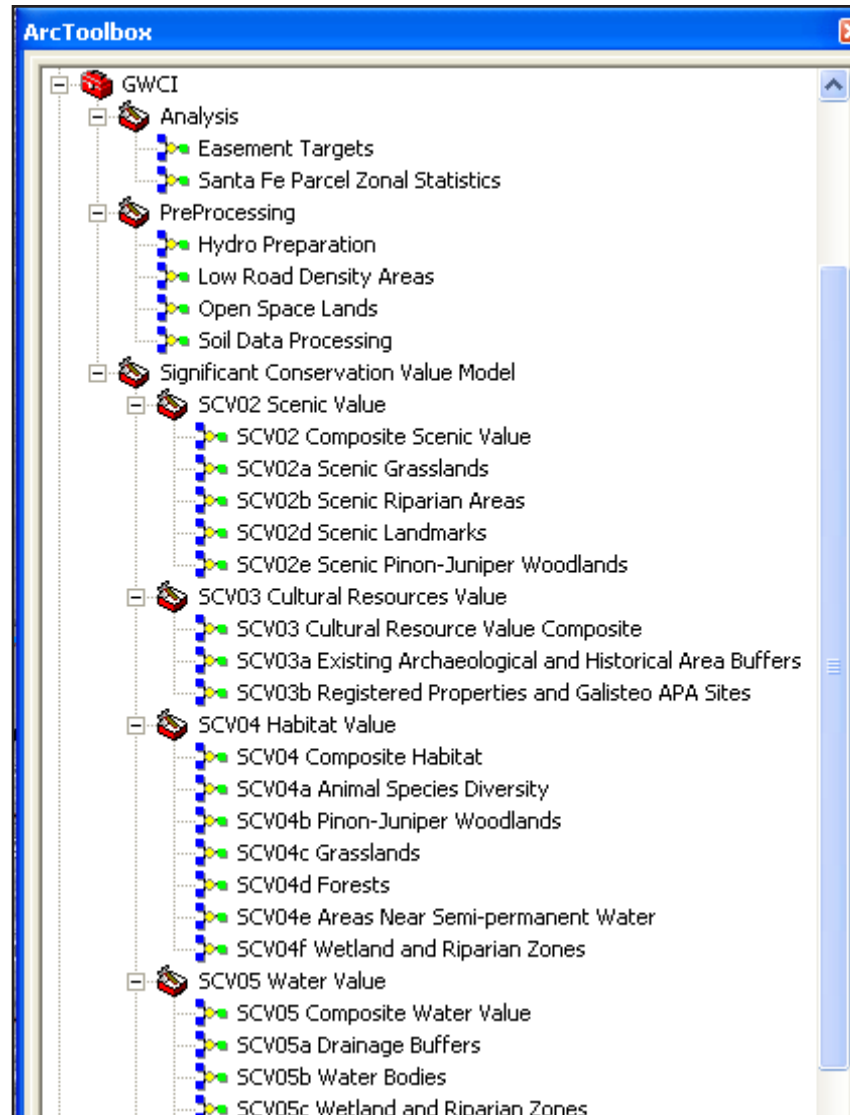 ArcToolbox
GWCI
Analysis
Easement Targets
Santa Fe Parcel Zonal Statistics
PreProcessing
Hydro Preparation
Low Road Density Areas
Open Space Lands
Soil Data Processing
Significant Conservation Value Model
SCV02 Scenic Value
SCV02 Composite Scenic Value
SCV02a Scenic Grasslands
SCV02b Scenic Riparian Areas
SCV02d Scenic Landmarks
SCV02e Scenic Pinon-Juniper Woodlands
SCV03 Cultural Resources Value
SCV03 Cultural Resource Value Composite
SCV03a Existing Archaeological and Historical Area Buffers
SCV03b Registered Properties and Galisteo APA Sites
SCV04 Habitat Value
SCV04 Composite Habitat
SCV04a Animal Species Diversity
SCV04b Pinon-Juniper Woodlands
SCV04c Grasslands
SCV04d Forests
SCV04e Areas Near Semi-permanent Water
SCV04f Wetland and Riparian Zones
SCV05 Water Value
SCV05 Composite Water Value
SCV05a Drainage Buffers
SCV05b Water Bodies
SCV05c Wetland and Riparian Zones